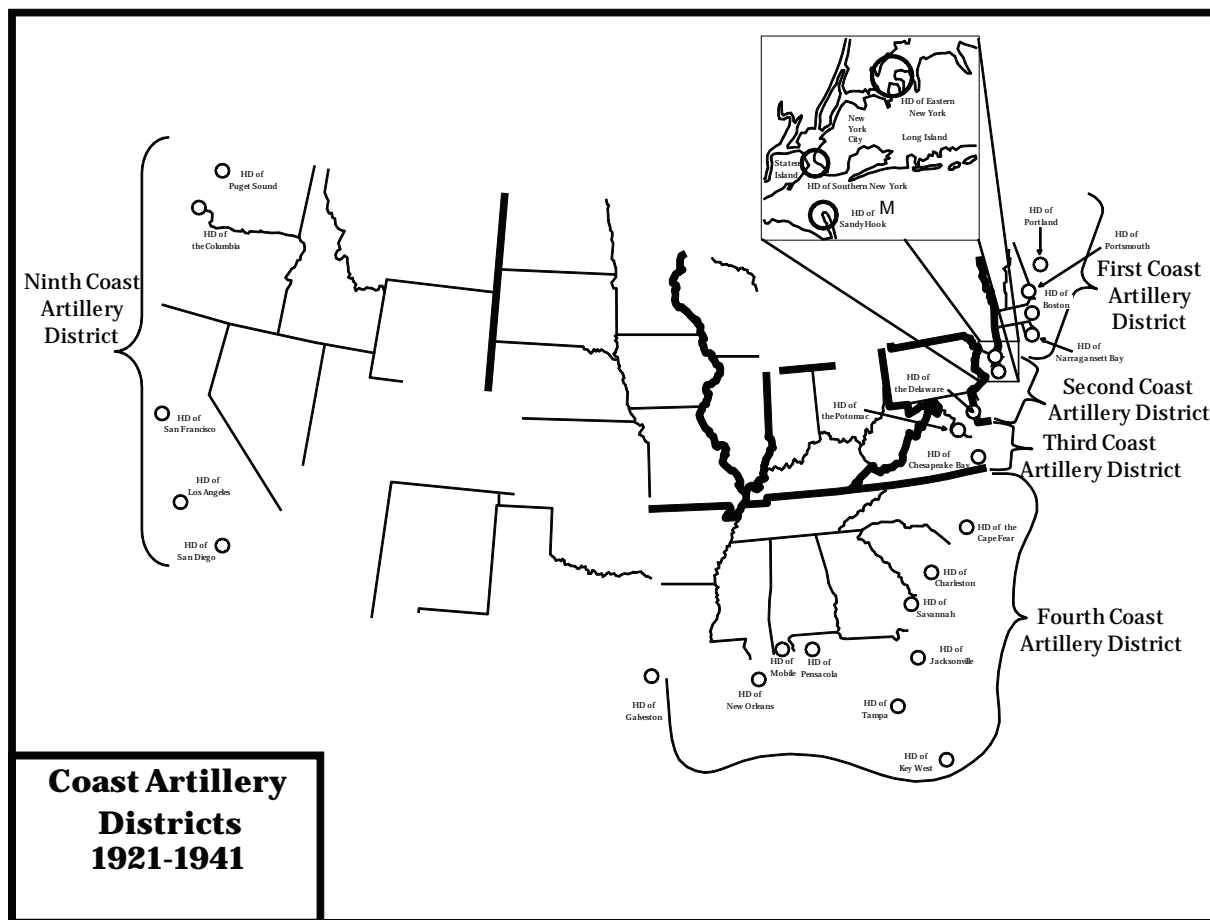 HD of Eastern
New York
New
York
City
Long Island
Staten
Island
HD of Southern New York
HD of
Sandy Hook
M
HD of
Puget Sound
HD of
the Columbia
Ninth Coast
Artillery
District
HD of
San Francisco
HD of
Los Angeles
HD of
San Diego
HD of
Portland
HD of
Portsmouth
First Coast
Artillery
District
HD of
Boston
HD of
Narragansett Bay
HD of
the Delaware
Second Coast
Artillery District
HD of
the Potomac
Third Coast
Artillery District
HD of
Chesapeake Bay
HD of the
Cape Fear
HD of
Charleston
HD of
Savannah
Fourth Coast
Artillery District
HD of
Jacksonville
HD of
Mobile
HD of
Pensacola
HD of
New Orleans
HD of
Galveston
HD of
Tampa
HD of
Key West
Coast Artillery
Districts
1921-1941